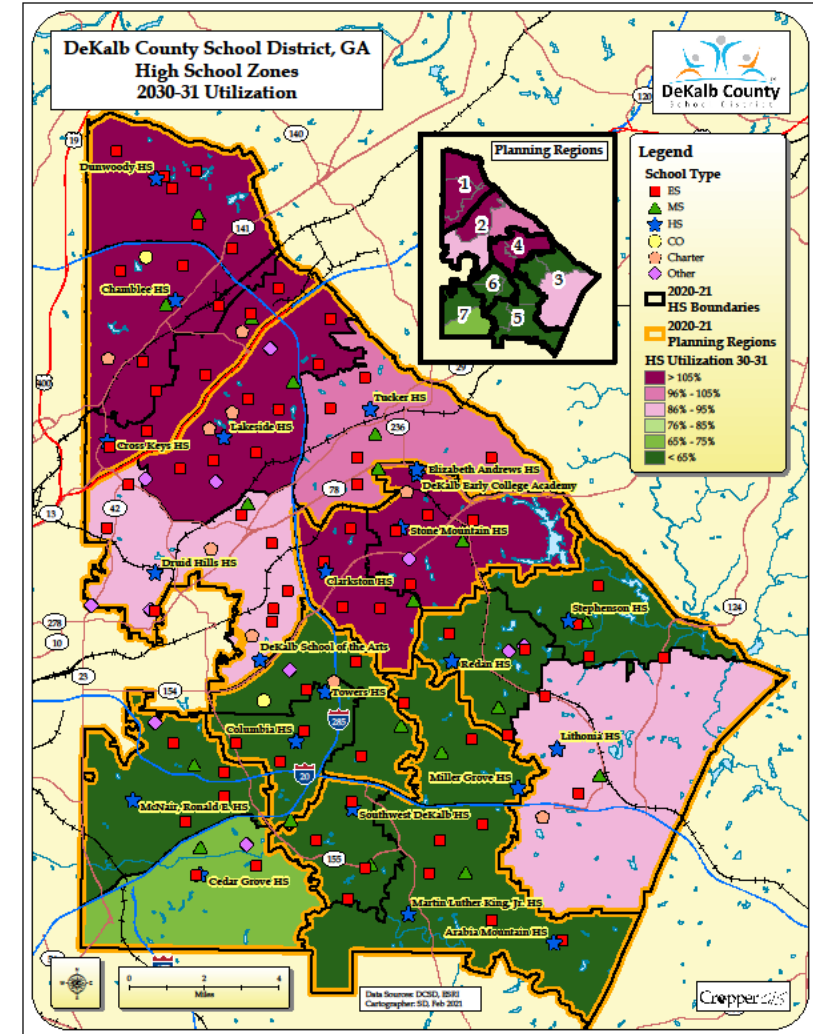 DeKalb County School District, GA
High School Zones
2030-31 Utilization
DeKalb County
School District
19
140
120
141
Dunwoody HS
Chamblee HS
Planning Regions
1
2
3
4
5
6
7
Legend
School Type
ES
MS
HS
CO
Charter
Other
2020-21
HS Boundaries
2020-21
Planning Regions
HS Utilization 30-31
> 105%
96% - 105%
86% - 95%
76% - 85%
65% - 75%
< 65%
400
29
Tucker HS
236
Lakeside HS
Cross Keys HS
Elizabeth Andrews HS
DeKalb Early College Academy
78
42
13
Stone Mountain HS
Druid Hills HS
Clarkston HS
Stephenson HS
124
278
10
DeKalb School of the Arts
Redan HS
23
154
Towers HS
285
Columbia HS
Lithonia HS
20
Miller Grove HS
McNair, Ronald E. HS
Southwest DeKalb HS
155
Cedar Grove HS
Martin Luther King, Jr. HS
Arabia Mountain HS
0 2 4
Miles
Data Sources: DCSD, ESRI
Cartographer: SD, Feb 2021
Cropper